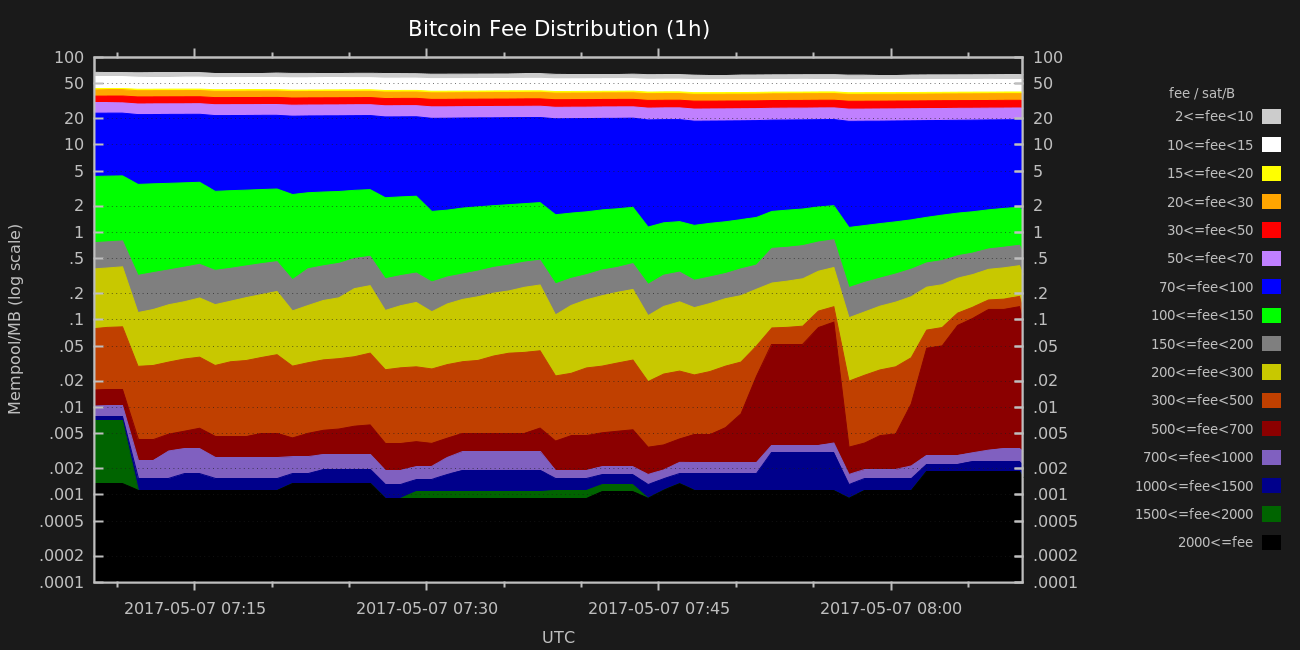 Bitcoin Fee Distribution (1h)
Mempool/MB (log scale)
100
50
20
10
5
2
1
.5
.2
.1
.05
.02
.01
.005
.002
.001
.0005
.0002
.0001
100
50
20
10
5
2
1
.5
.2
.1
.05
.02
.01
.005
.002
.001
.0005
.0002
.0001
2017-05-07 07:15 2017-05-07 07:30 2017-05-07 07:45 2017-05-07 08:00
UTC
fee / sat/B
2<=fee<10
10<=fee<15
15<=fee<20
20<=fee<30
30<=fee<50
50<=fee<70
70<=fee<100
100<=fee<150
150<=fee<200
200<=fee<300
300<=fee<500
500<=fee<700
700<=fee<1000
1000<=fee<1500
1500<=fee<2000
2000<=fee